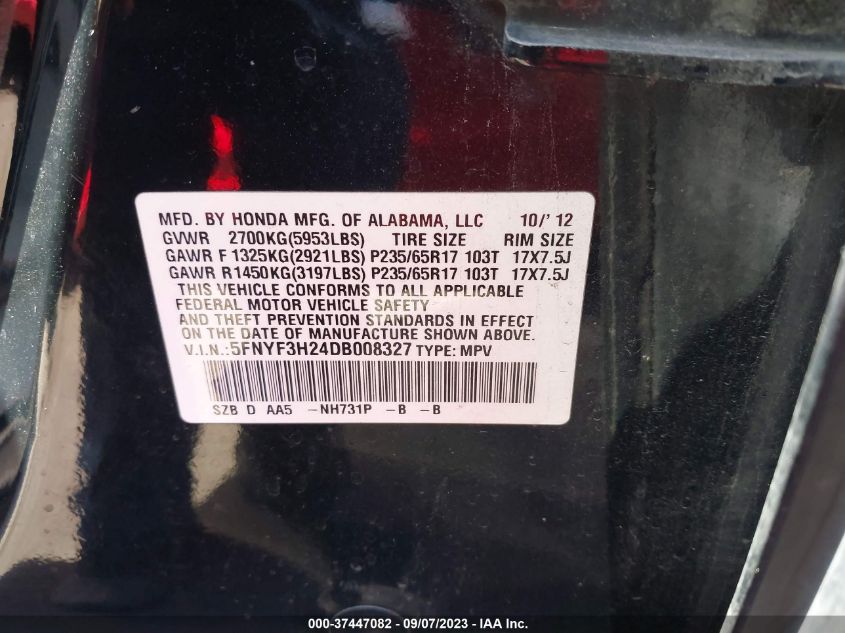 MFD. BY HONDA MFG. OF ALABAMA, LLC 10/'12
GVWR 2700KG(5953LBS) TIRE SIZE RIM SIZE
GAWR F 1325KG(2921LBS) P235/65R17 103T 17X7.5J
GAWR R1450KG(3197LBS) P235/65R17 103T 17X7.5J
THIS VEHICLE CONFORMS TO ALL APPLICABLE
FEDERAL MOTOR VEHICLE SAFETY
AND THEFT PREVENTION STANDARDS IN EFFECT
ON THE DATE OF MANUFACTURE SHOWN ABOVE.
V.I.N.:5FNYF3H24DB008327 TYPE: MPV
SZB D AA5 -NH731P -B -B
000-37447082 - 09/07/2023 - IAA Inc.